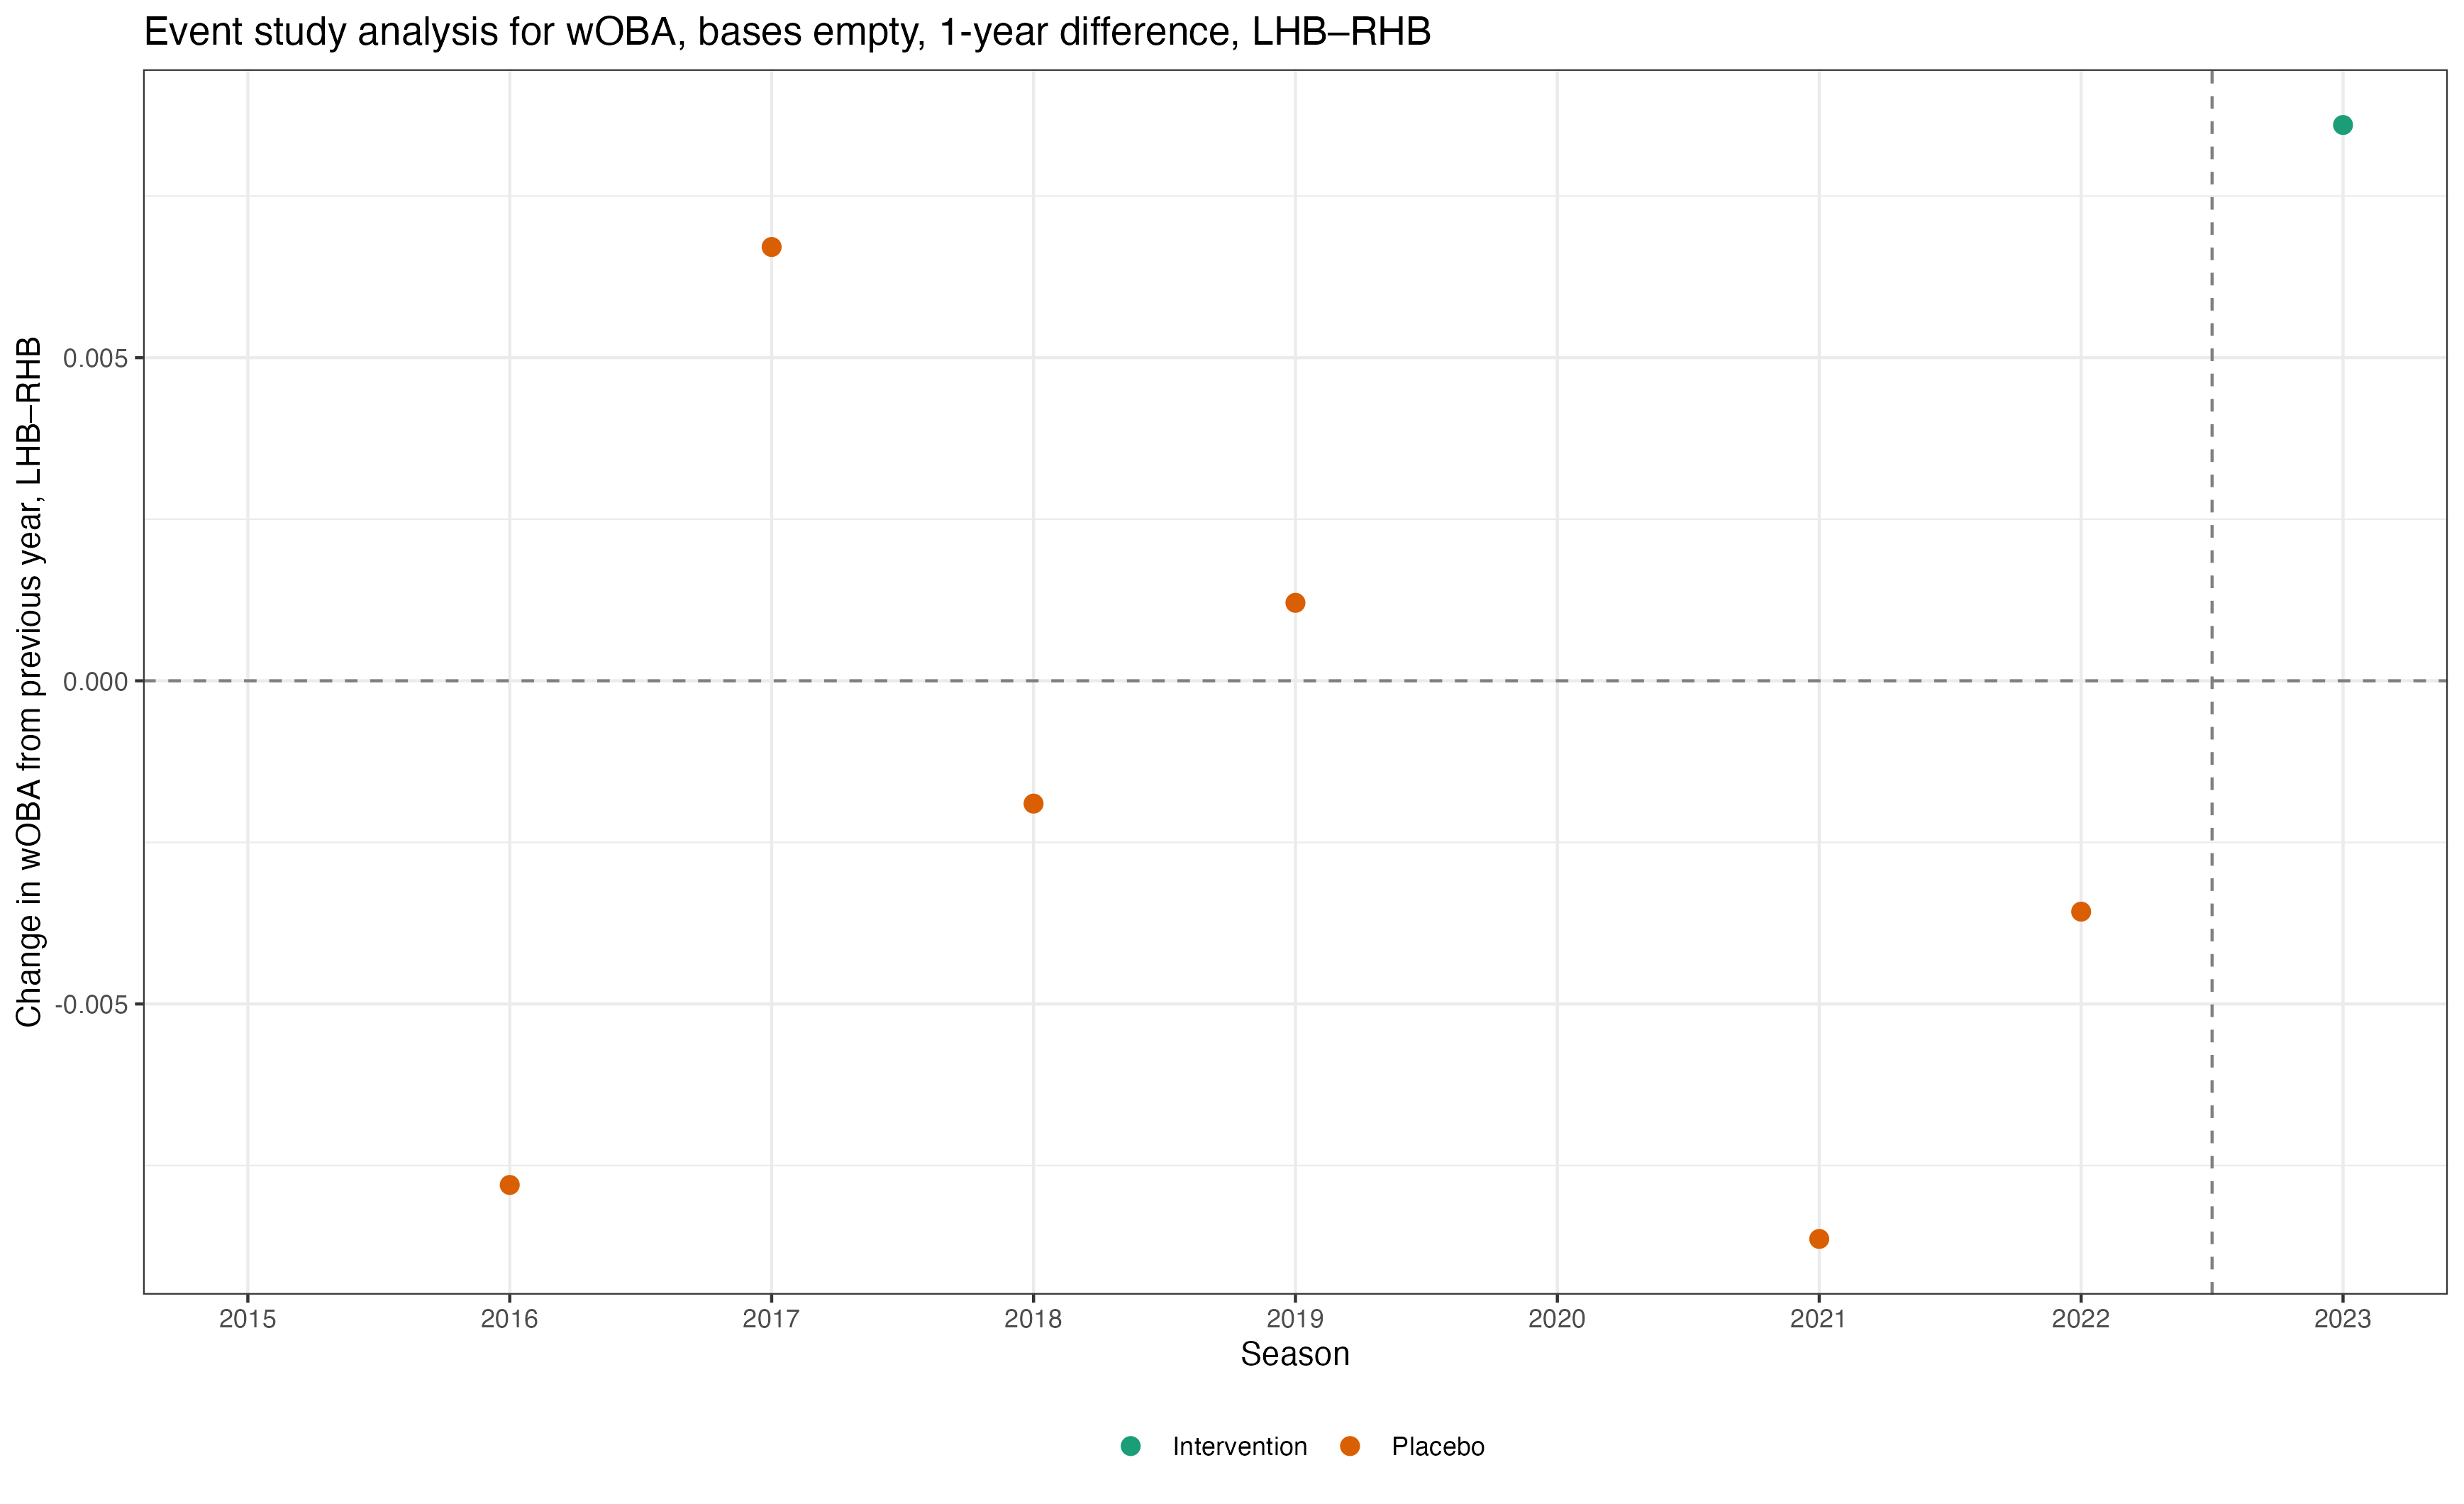 Event study analysis for wOBA, bases empty, 1-year difference, LHB–RHB
Change in wOBA from previous year, LHB–RHB
0.005
0.000
-0.005
2015 2016 2017 2018 2019 2020 2021 2022 2023
Season
Intervention Placebo